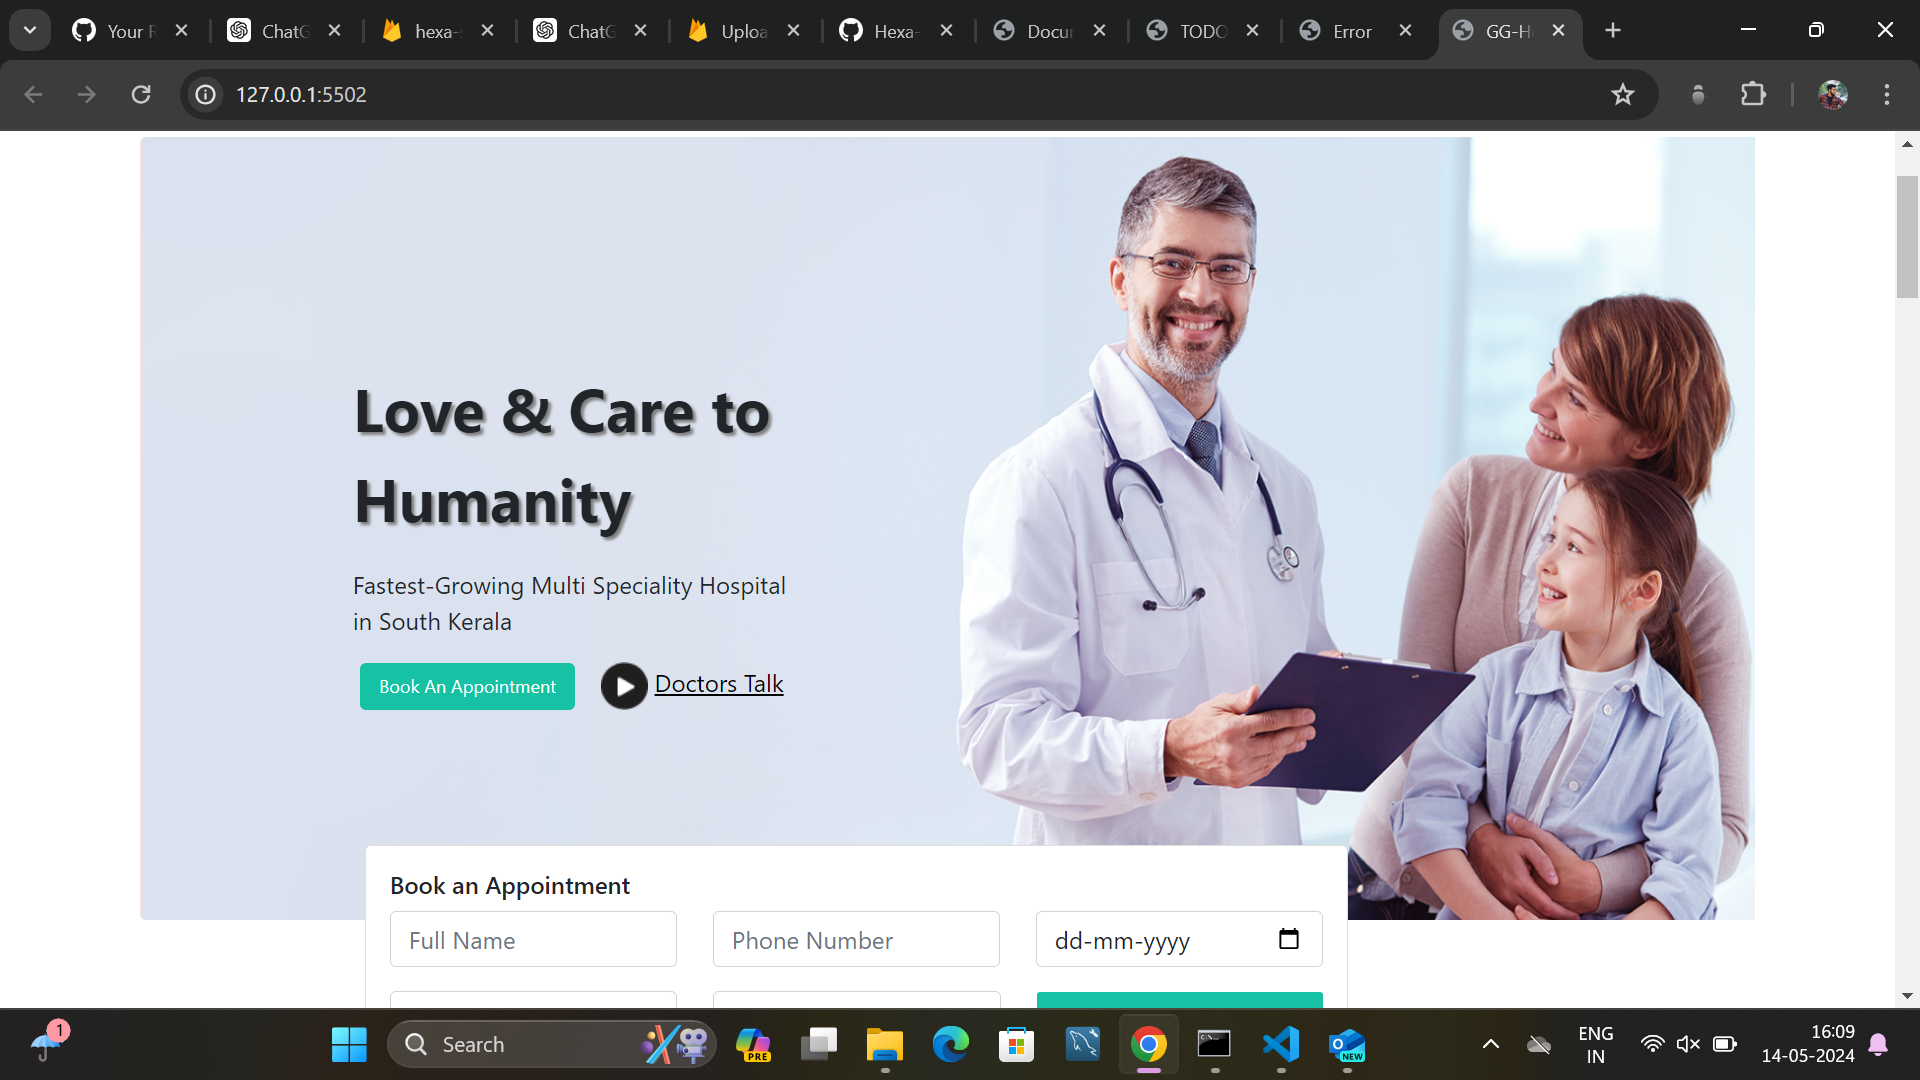 Your R
ChatG
hexa-s
ChatG
Uploa
Hexa-
Docur
TODO
Error
GG-Ho
127.0.0.1:5502
Love & Care to
Humanity
Fastest-Growing Multi Speciality Hospital
in South Kerala
Book An Appointment
Doctors Talk
Book an Appointment
Full Name
Phone Number
dd-mm-yyyy
1
Search
PRE
NEW
ENG
IN
16:09
14-05-2024